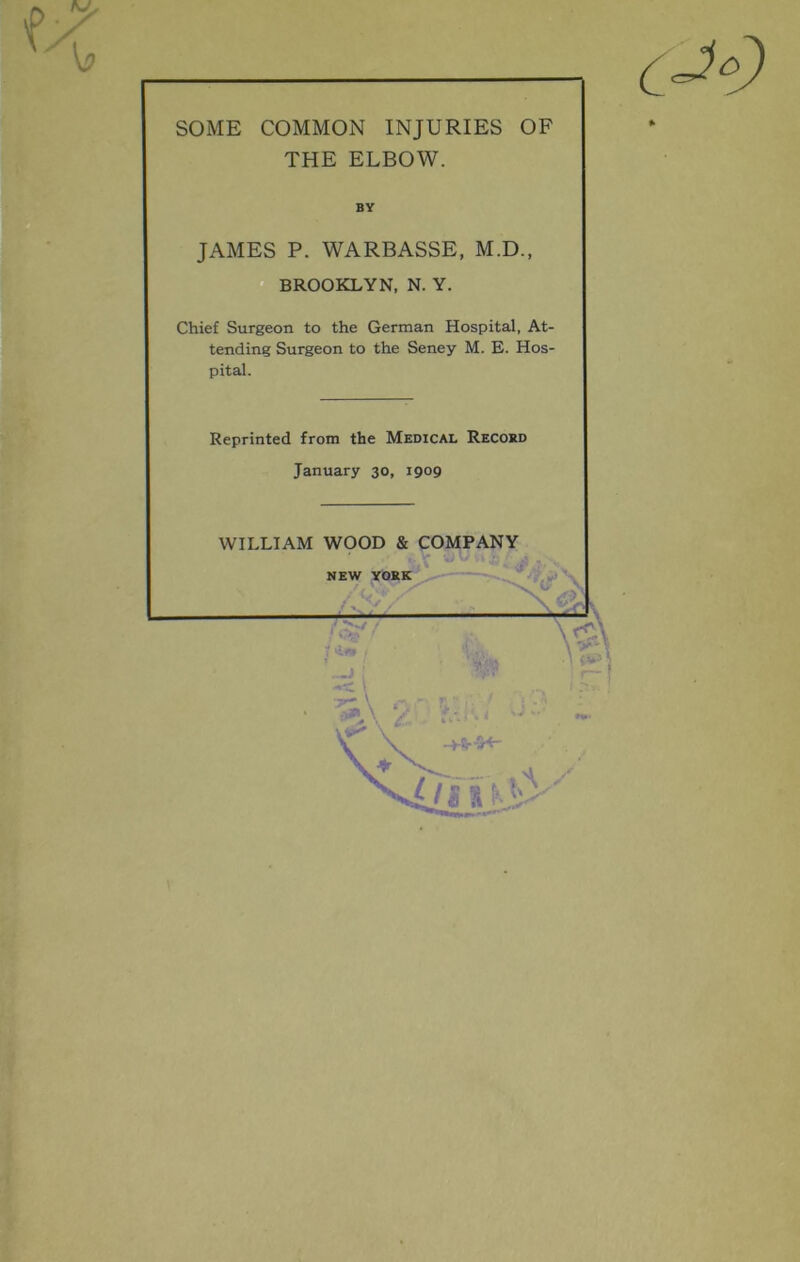 (30)
SOME COMMON INJURIES OF
THE ELBOW.
BY
JAMES P. WARBASSE, M.D.,
BROOKLYN, N. Y.
Chief Surgeon to the German Hospital, At-
tending Surgeon to the Seney M. E. Hos-
pital.
Reprinted from the MEDICAL RECORD
January 30, 1909
WILLIAM WOOD & COMPANY
NEW YORK